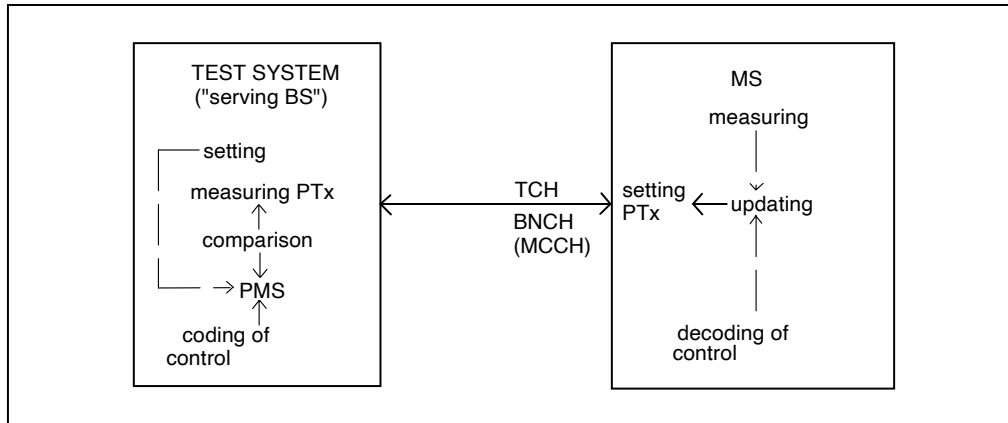 TEST SYSTEM
("serving BS")
setting
measuring PTx
comparison
PMS
coding of
control
TCH
BNCH
(MCCH)
MS
measuring
setting
PTx
updating
decoding of
control